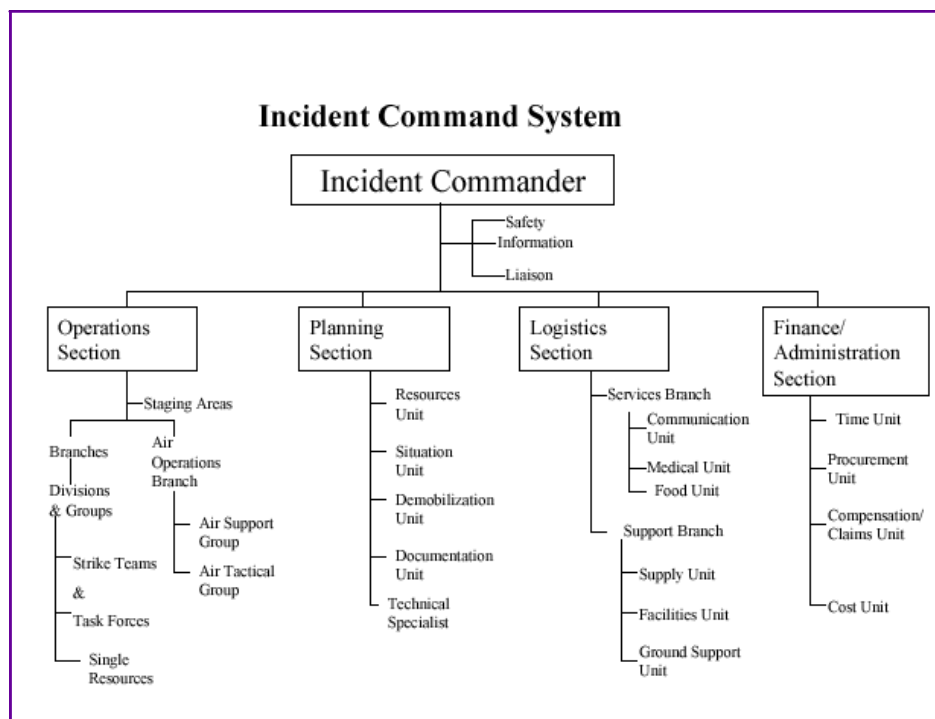 Incident Command System
Incident Commander
Safety
Information
Liaison
Operations
Section
Planning
Section
Logistics
Section
Finance/
Administration
Section
Staging Areas
Branches
Air
Operations
Branch
Divisions
& Groups
Air Support
Group
Strike Teams
&
Task Forces
Air Tactical
Group
Single
Resources
Resources
Unit
Situation
Unit
Demobilization
Unit
Documentation
Unit
Technical
Specialist
Services Branch
Communication
Unit
Medical Unit
Food Unit
Support Branch
Supply Unit
Facilities Unit
Ground Support
Unit
Time Unit
Procurement
Unit
Compensation/
Claims Unit
Cost Unit